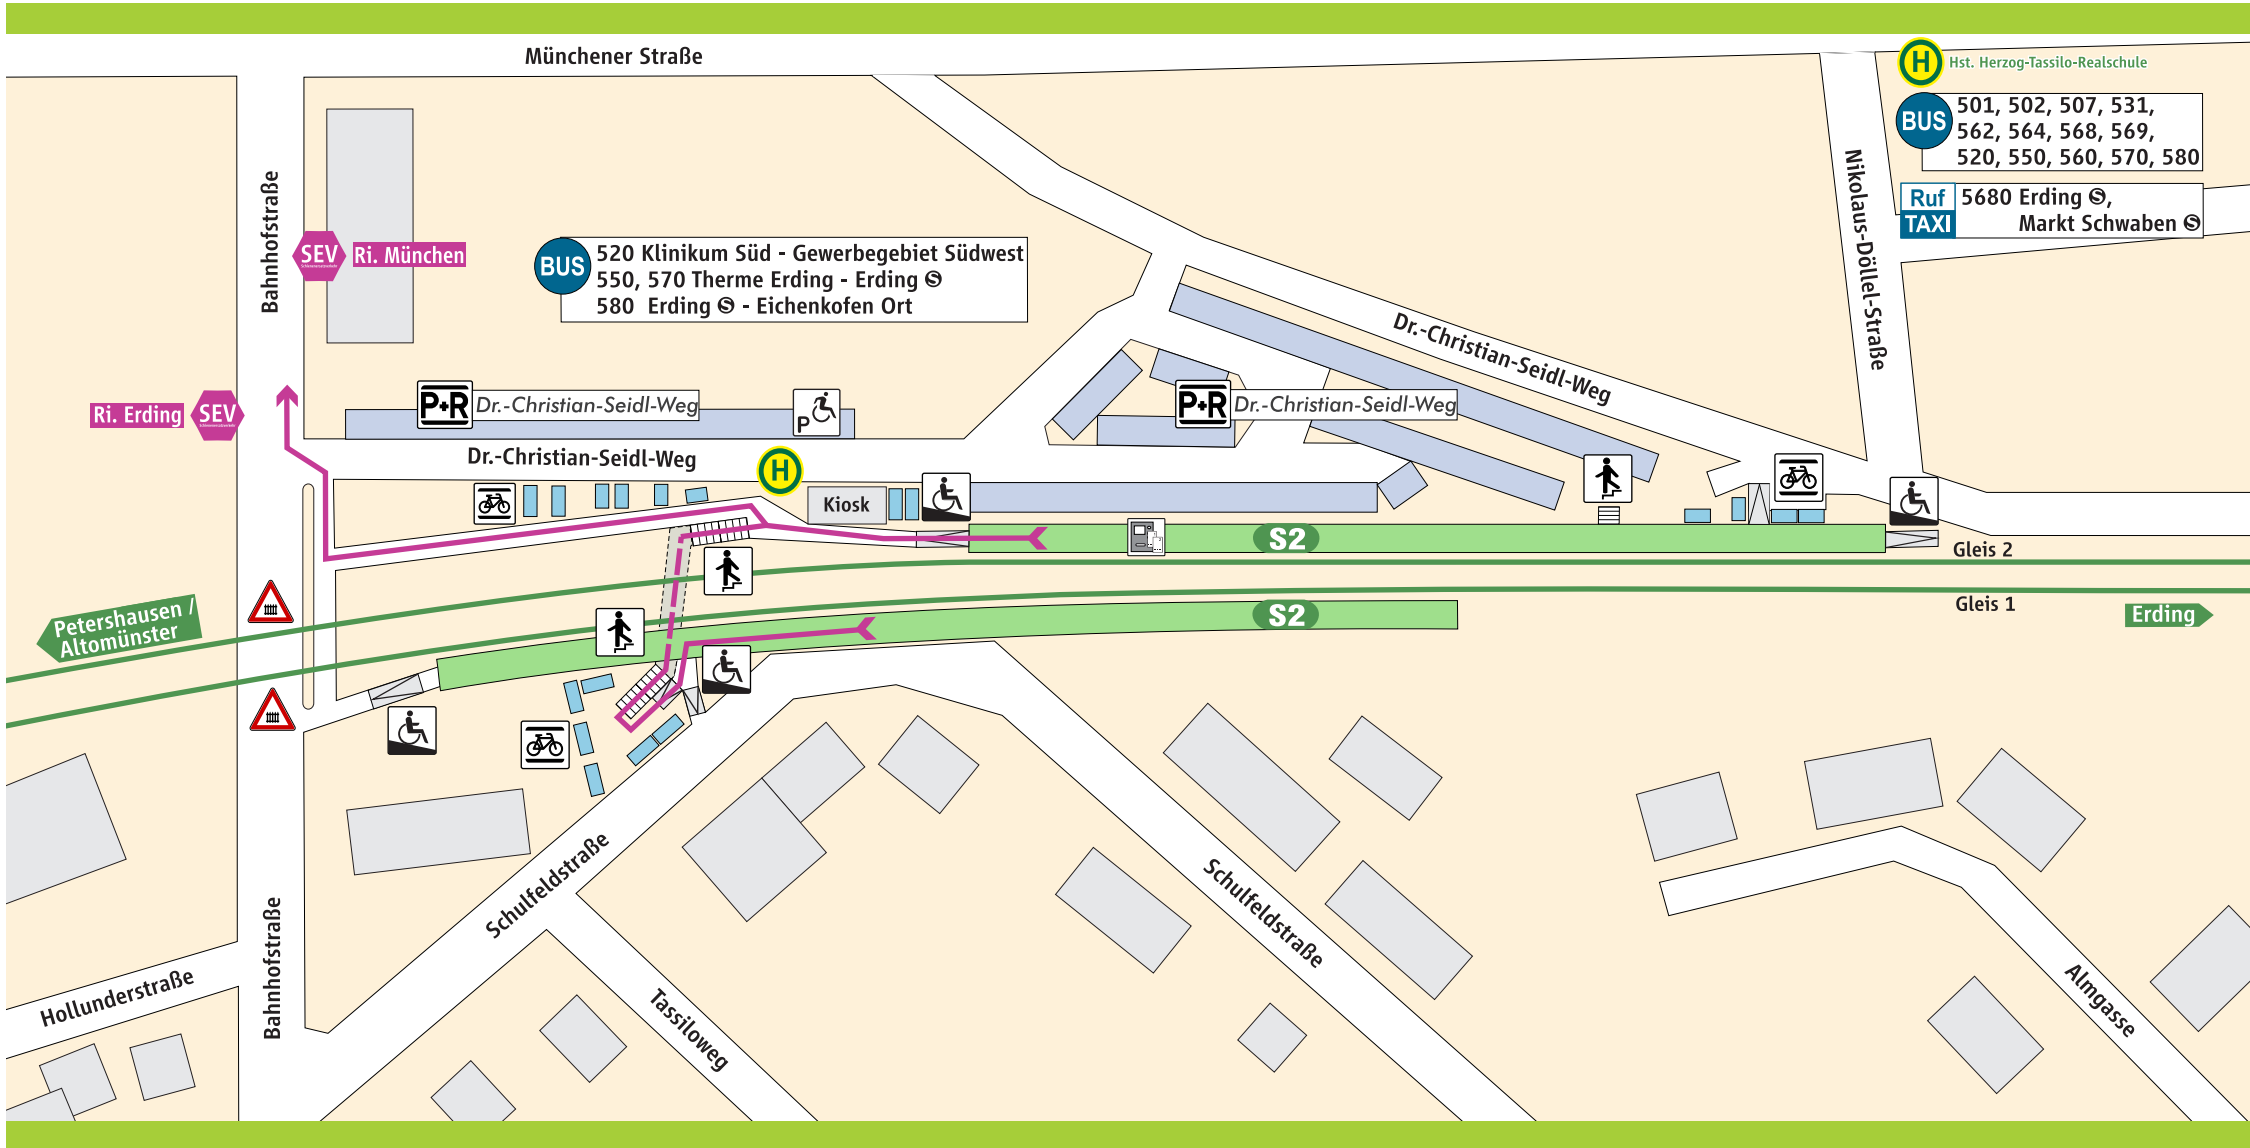 Münchener Straße
H Hst. Herzog-Tassilo-Realschule
BUS 501, 502, 507, 531,
562, 564, 568, 569,
520, 550, 560, 570, 580
Ruf TAXI 5680 Erding S,
Markt Schwaben S
Nikolaus-Döllel-Straße
Bahnhofstraße
SEV Ri. München
BUS 520 Klinikum Süd - Gewerbegebiet Südwest
550, 570 Therme Erding - Erding S
580 Erding S - Eichenkofen Ort
Dr.-Christian-Seidl-Weg
Ri. Erding SEV
P+R Dr.-Christian-Seidl-Weg
P
P+R Dr.-Christian-Seidl-Weg
Dr.-Christian-Seidl-Weg
H
Kiosk
S2
Gleis 2
S2
Gleis 1
Petershausen /
Altomünster
Erding
Schulfeldstraße
Schulfeldstraße
Bahnhofstraße
Hollunderstraße
Tassiloweg
Almgasse